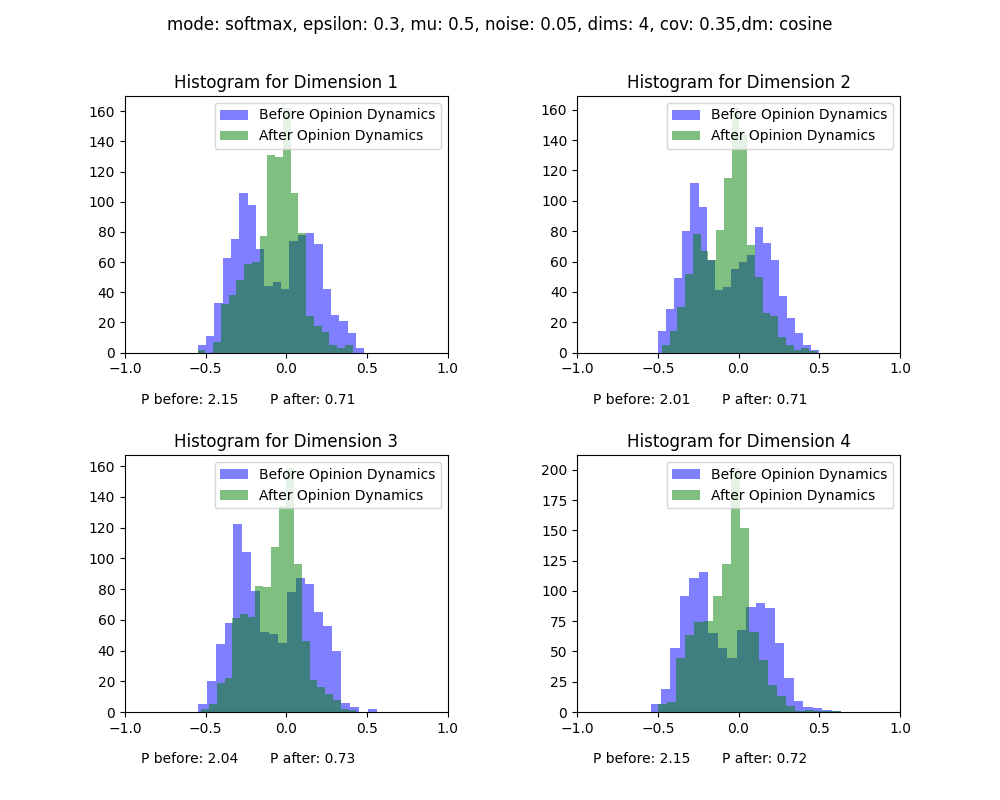 mode: softmax, epsilon: 0.3, mu: 0.5, noise: 0.05, dims: 4, cov: 0.35,dm: cosine
Histogram for Dimension 1
Before Opinion Dynamics
After Opinion Dynamics
160
140
120
100
80
60
40
20
0
−1.0 −0.5 0.0 0.5 1.0
P before: 2.15 P after: 0.71
Histogram for Dimension 2
Before Opinion Dynamics
After Opinion Dynamics
160
140
120
100
80
60
40
20
0
−1.0 −0.5 0.0 0.5 1.0
P before: 2.01 P after: 0.71
Histogram for Dimension 3
Before Opinion Dynamics
After Opinion Dynamics
160
140
120
100
80
60
40
20
0
−1.0 −0.5 0.0 0.5 1.0
P before: 2.04 P after: 0.73
Histogram for Dimension 4
Before Opinion Dynamics
After Opinion Dynamics
200
175
150
125
100
75
50
25
0
−1.0 −0.5 0.0 0.5 1.0
P before: 2.15 P after: 0.72